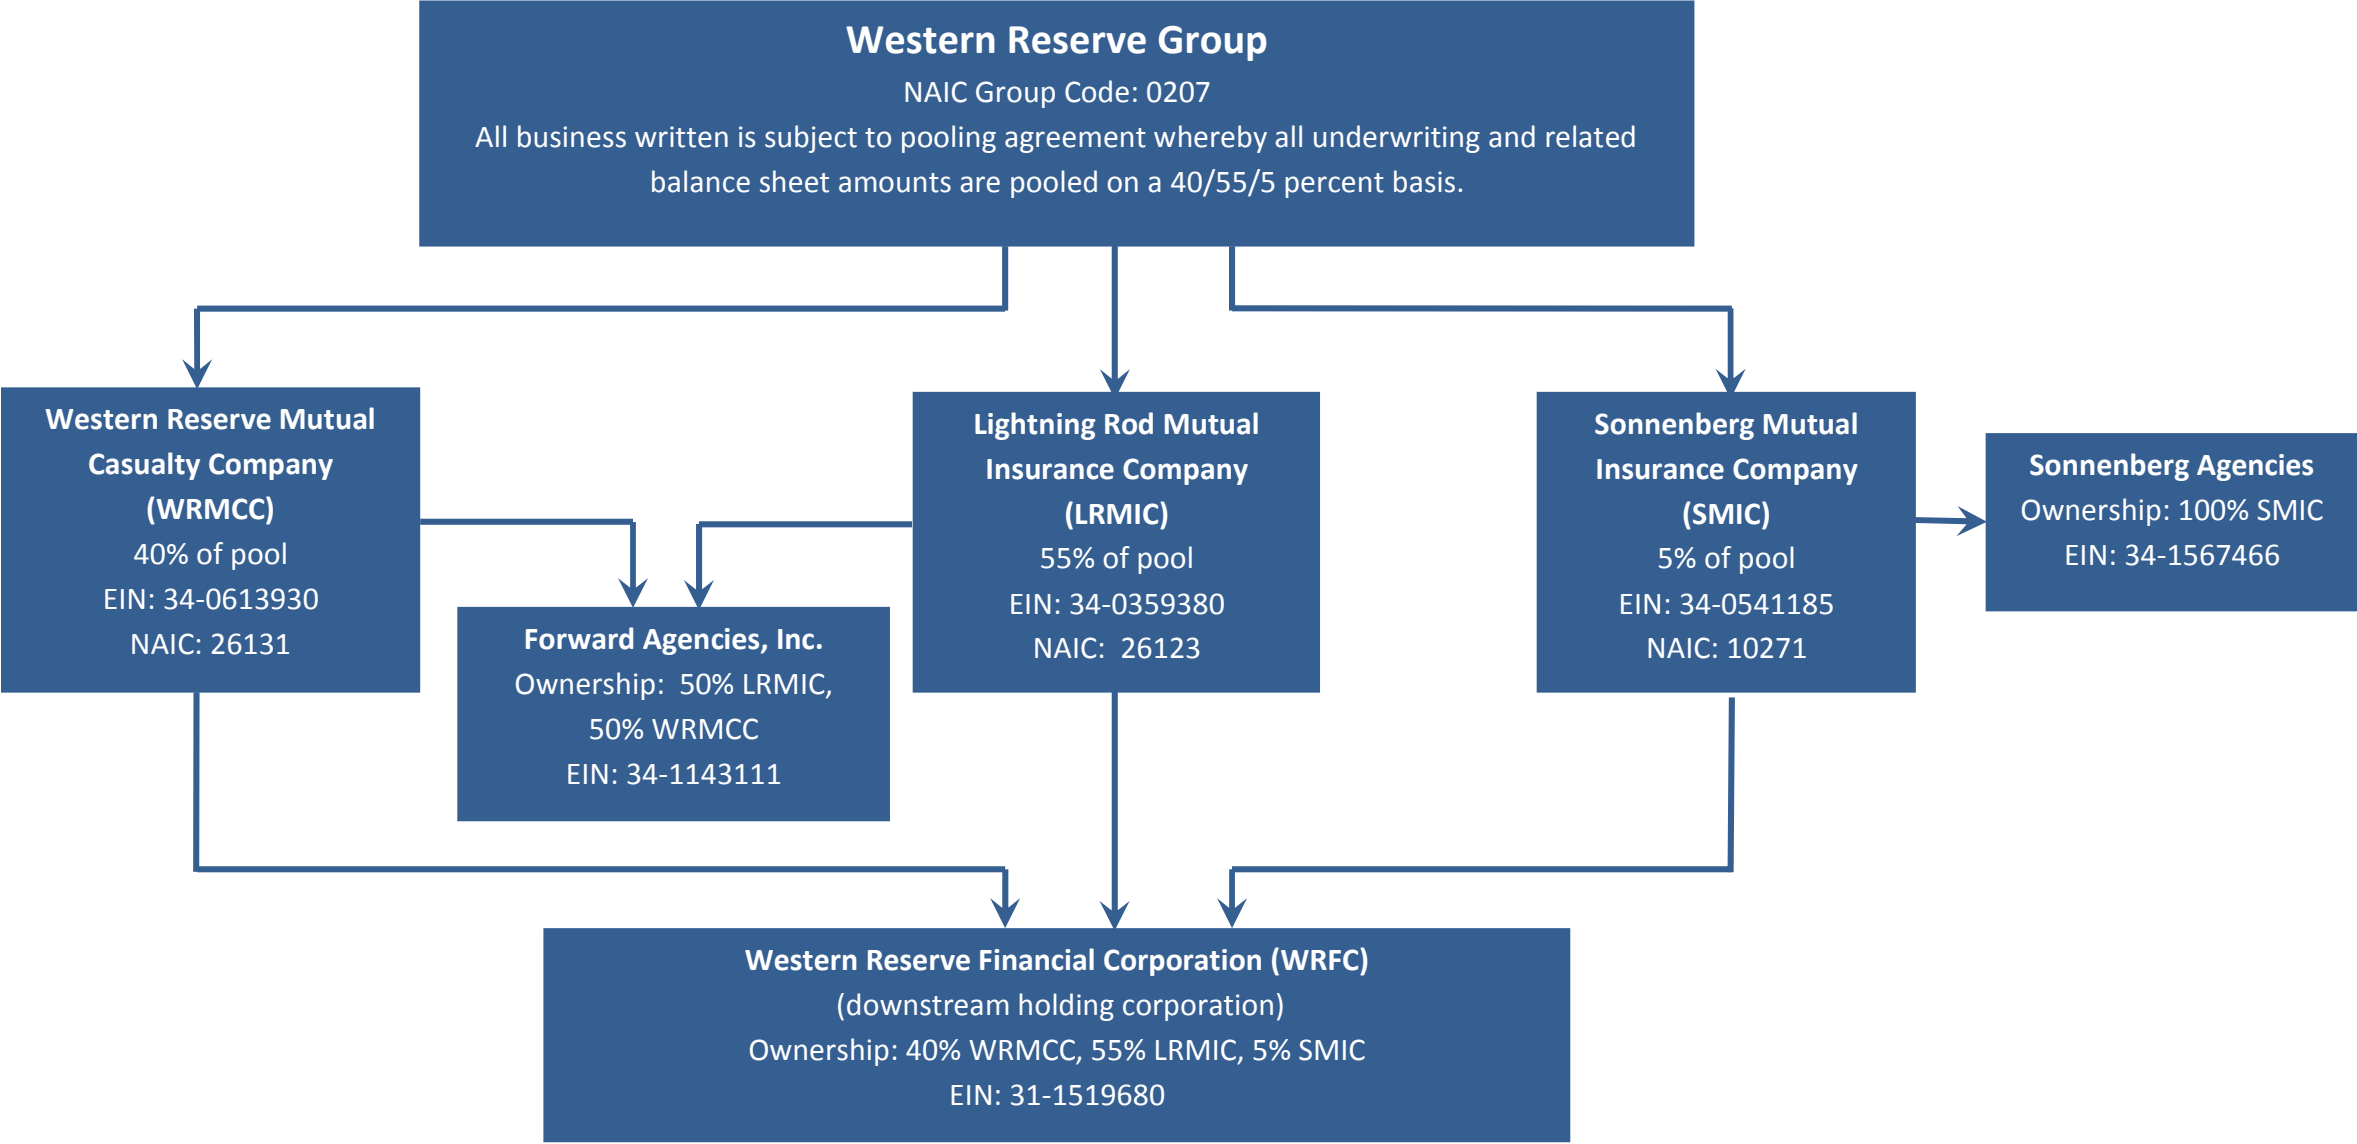 Western Reserve Group
NAIC Group Code: 0207
All business written is subject to pooling agreement whereby all underwriting and related
balance sheet amounts are pooled on a 40/55/5 percent basis.
Western Reserve Mutual
Casualty Company
(WRMCC)
40% of pool
EIN: 34-0613930
NAIC: 26131
Forward Agencies, Inc.
Ownership:  50% LRMIC,
50% WRMCC
EIN: 34-1143111
Lightning Rod Mutual
Insurance Company
(LRMIC)
55% of pool
EIN: 34-0359380
NAIC:  26123
Sonnenberg Mutual
Insurance Company
(SMIC)
5% of pool
EIN: 34-0541185
NAIC: 10271
Sonnenberg Agencies
Ownership: 100% SMIC
EIN: 34-1567466
Western Reserve Financial Corporation (WRFC)
(downstream holding corporation)
Ownership: 40% WRMCC, 55% LRMIC, 5% SMIC
EIN: 31-1519680